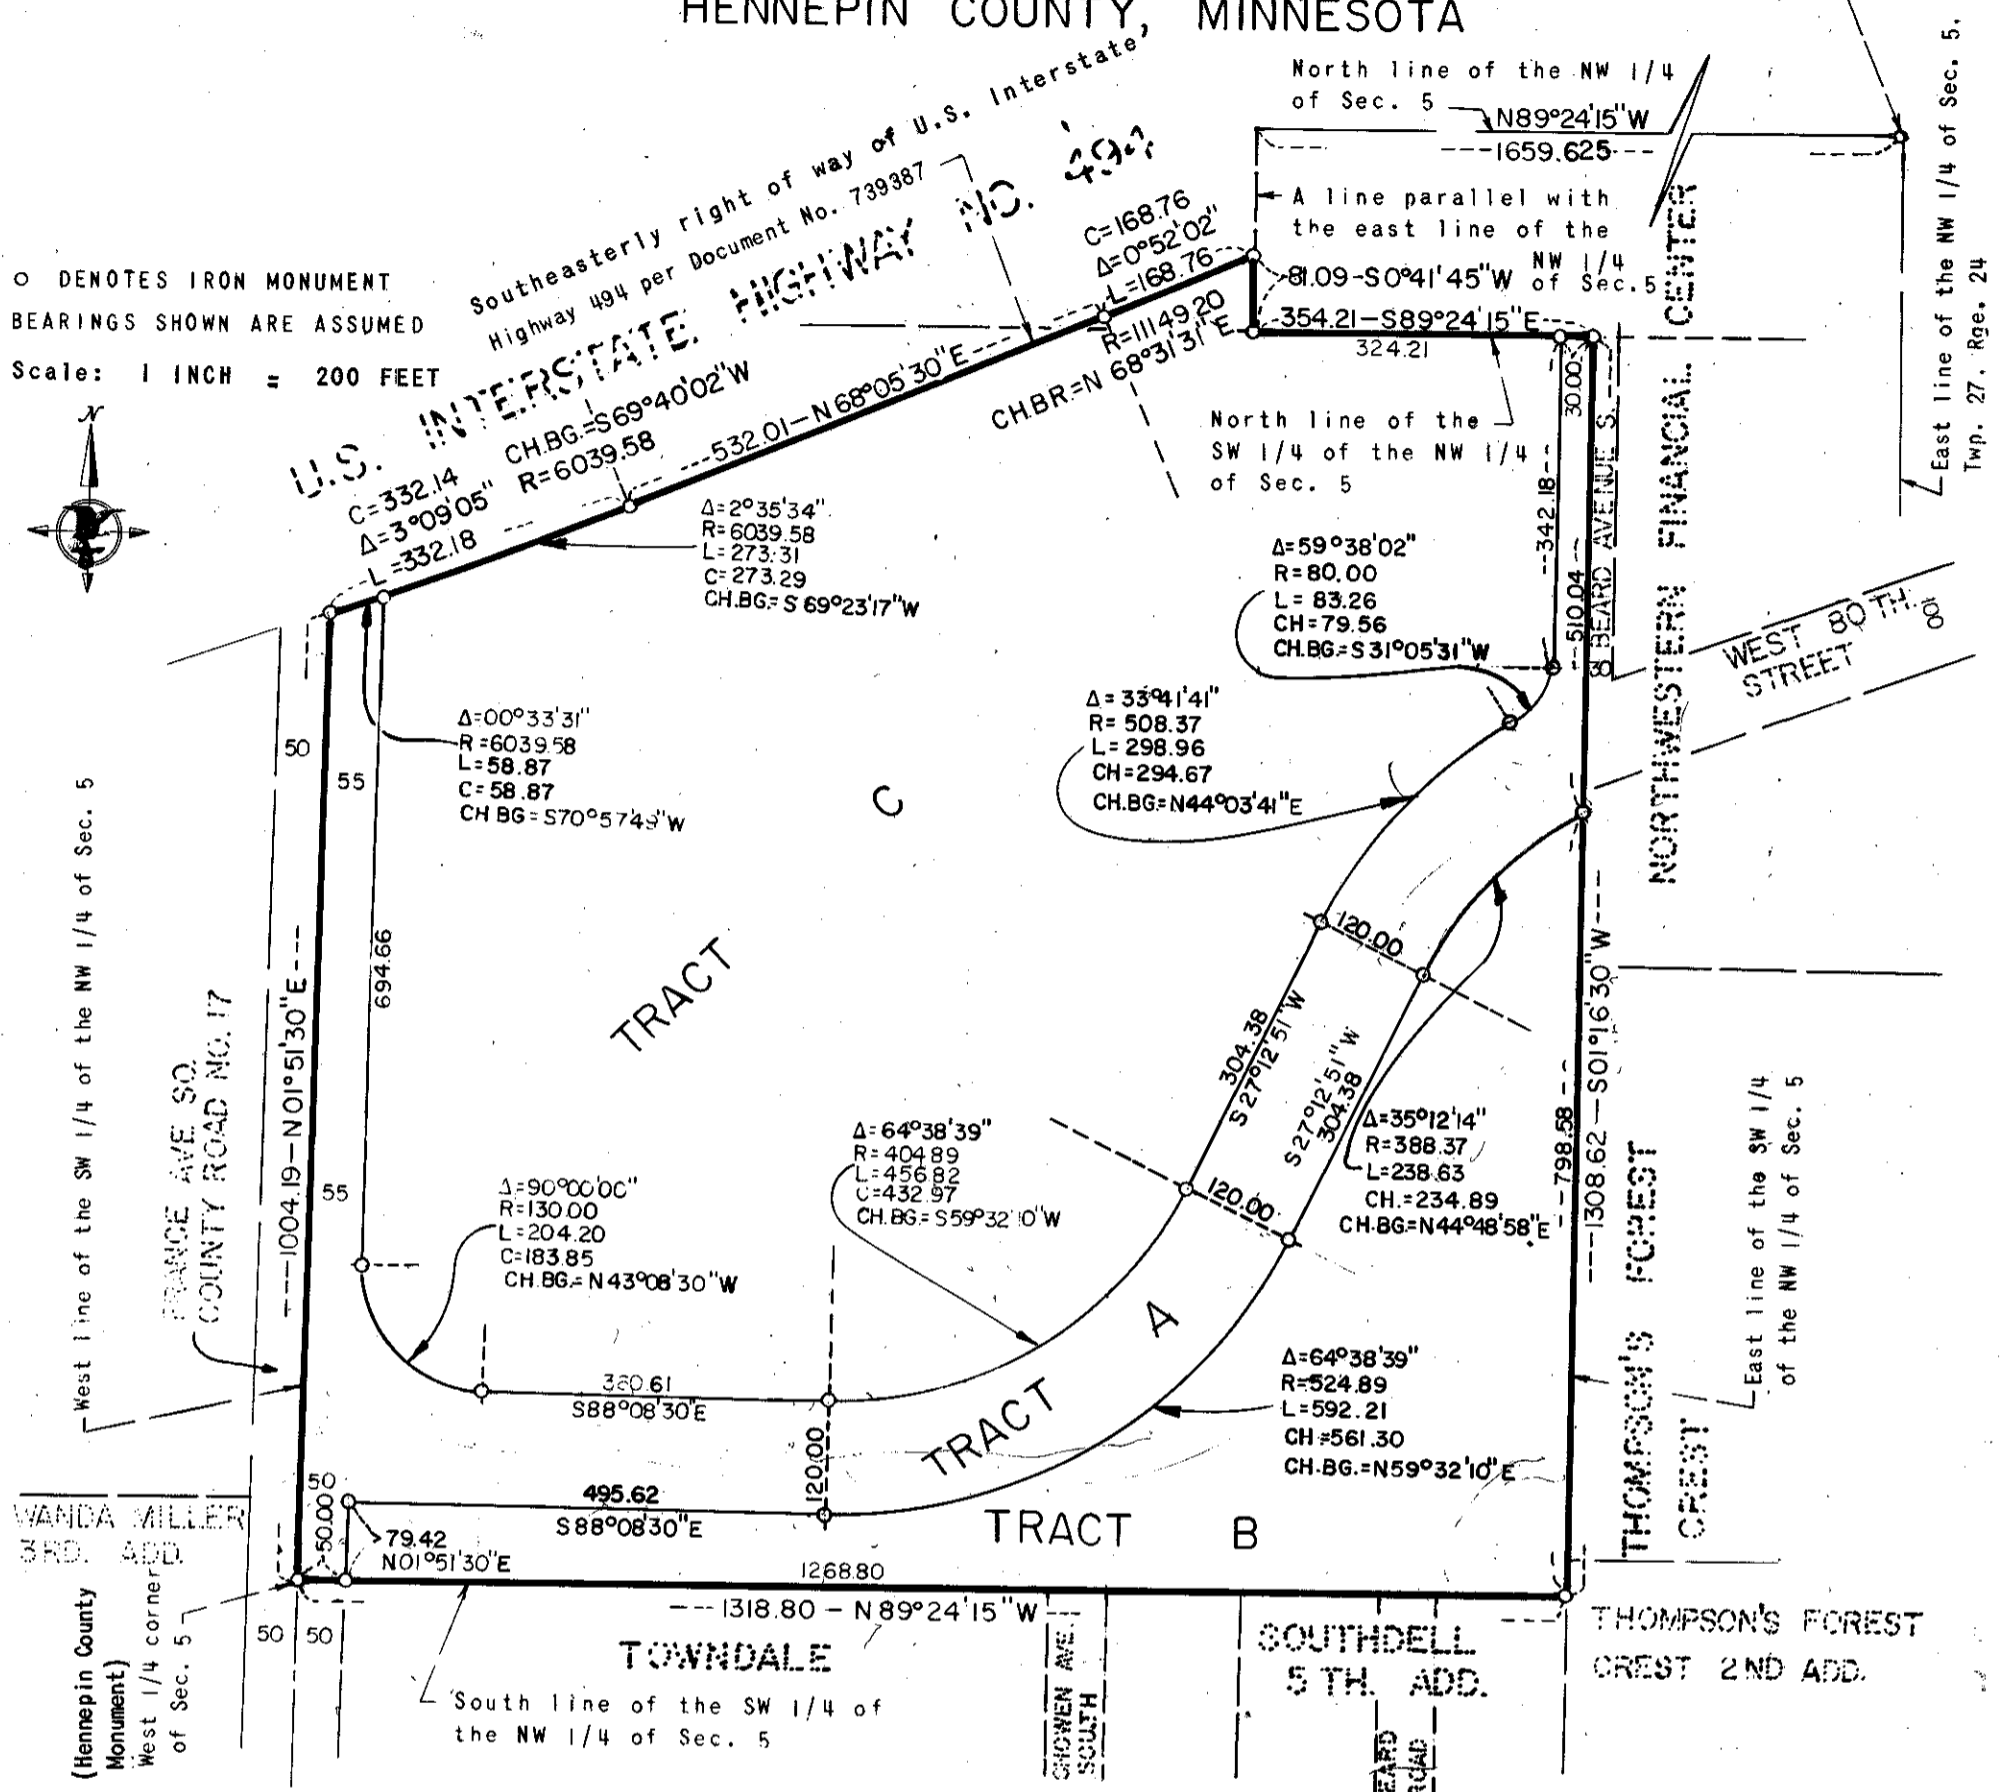 HENNEPIN COUNTY, MINNESOTA
North line of the NW 1/4
of Sec. 5
N89°24'15"W
1659.625
East line of the NW 1/4 of Sec. 5,
Twp. 27, Rge. 24
A line parallel with
the east line of the
NW 1/4
of Sec. 5
81.09-S0°41'45"W
354.21-S89°24'15"E
324.21
30.00
Southeasterly right of way of U.S. Interstate
Highway 494 per Document No. 739387
U.S. INTERSTATE HIGHWAY NO. 494
O DENOTES IRON MONUMENT
BEARINGS SHOWN ARE ASSUMED
Scale: 1 INCH = 200 FEET
N
C=168.76
Δ=0°52'02"
L=168.76
R=11149.20
CH.BR.=N 68°31'31"E
532.01-N68°05'30"E
CH.BG.=S69°40'02"W
R=6039.58
C=332.14
Δ=3°09'05"
L=332.18
Δ=2°35'34"
R=6039.58
L=273.31
C=273.29
CH.BG.=S 69°23'17"W
North line of the
SW 1/4 of the NW 1/4
of Sec. 5
342.18
510.04
BEARD AVENUE S.
30
NORTHWESTERN FINANCIAL CENTER
WEST 80TH.
STREET
100
Δ=59°38'02"
R=80.00
L=83.26
CH=79.56
CH.BG.=S31°05'31"W
Δ=33°41'41"
R=508.37
L=298.96
CH=294.67
CH.BG.=N44°03'41"E
Δ=00°33'31"
R=6039.58
L=58.87
C=58.87
CH BG=S70°57'49"W
50
55
694.66
1004.19-N01°51'30"E
55
West line of the SW 1/4 of the NW 1/4 of Sec. 5
FRANCE AVE SO.
COUNTY ROAD NO. 17
TRACT C
120.00
304.38
S27°12'51"W
S27°12'51"W
304.38
120.00
Δ=35°12'14"
R=388.37
L=238.63
CH.=234.89
CH.BG=N44°48'58"E
798.58
1308.62-S01°16'30"W
East line of the SW 1/4
of the NW 1/4 of Sec. 5
THOMPSON'S FOREST
CREST
Δ=64°38'39"
R=404.89
L=456.82
C=432.97
CH.BG.=S59°32'10"W
Δ=90°00'00"
R=130.00
L=204.20
C=183.85
CH.BG.=N43°08'30"W
360.61
S88°08'30"E
120.00
TRACT A
Δ=64°38'39"
R=524.89
L=592.21
CH=561.30
CH.BG.=N59°32'10"E
50
50.00
495.62
S88°08'30"E
79.42
N01°51'30"E
TRACT B
1268.80
1318.80-N89°24'15"W
WANDA MILLER
3RD. ADD.
(Hennepin County
Monument)
West 1/4 corner
of Sec. 5
50 50
TOWNDALE
South line of the SW 1/4 of
the NW 1/4 of Sec. 5
CHOWEN AVE.
SOUTH
SOUTHDELL
5TH. ADD.
THOMPSON'S FOREST
CREST 2ND ADD.